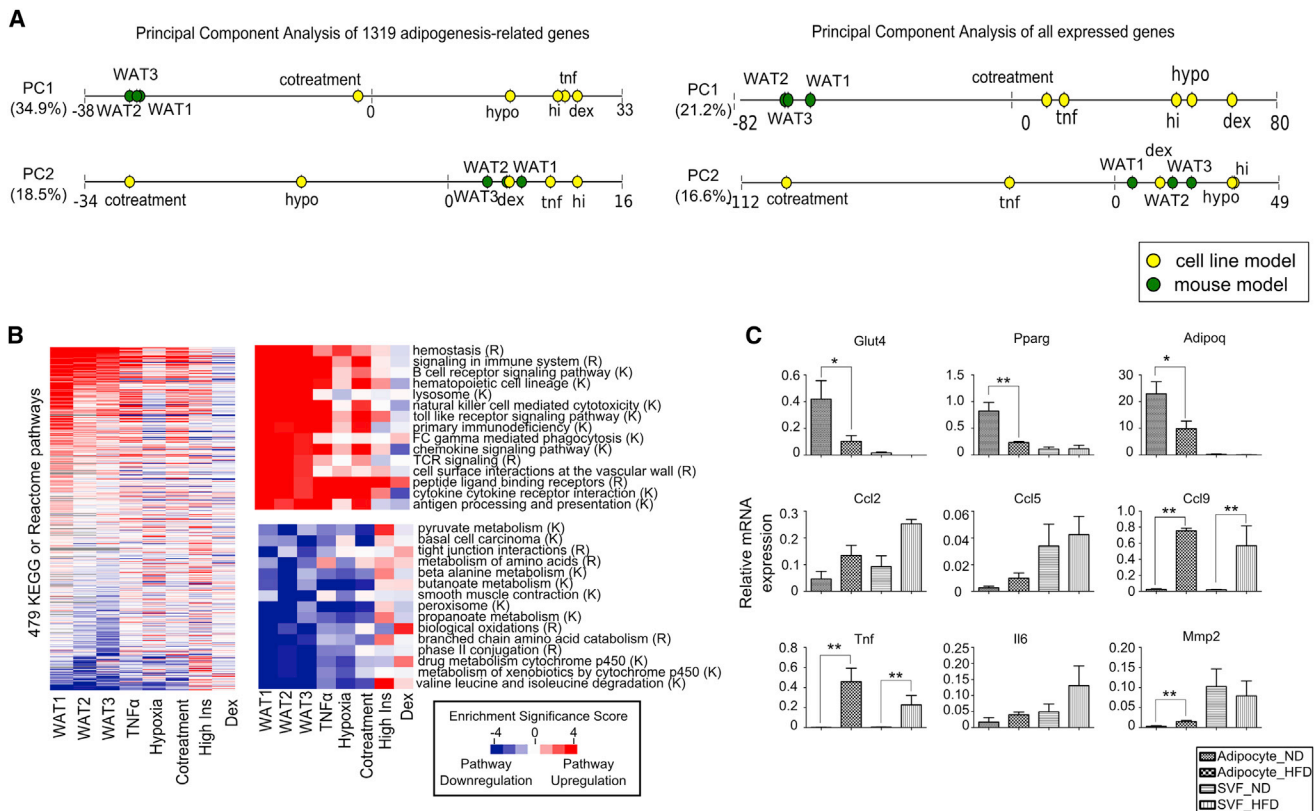 A
Principal Component Analysis of 1319 adipogenesis-related genes
PC1
(34.9%)
WAT3
cotreatment
tnf
-38 WAT2 WAT1 0 hypo hi dex 33
PC2
(18.5%)
WAT2 WAT1
-34 cotreatment hypo 0 WAT3 dex tnf hi 16
Principal Component Analysis of all expressed genes
PC1
(21.2%)
WAT2 WAT1 cotreatment hypo
-82 WAT3 0 tnf hi dex 80
PC2
(16.6%)
WAT1 dex WAT3 hi
-112 cotreatment tnf 0 WAT2 hypo 49
cell line model
mouse model
B
479 KEGG or Reactome pathways
WAT1
WAT2
WAT3
TNFα
Hypoxia
Cotreatment
High Ins
Dex
hemostasis (R)
signaling in immune system (R)
B cell receptor signaling pathway (K)
hematopoietic cell lineage (K)
lysosome (K)
natural killer cell mediated cytotoxicity (K)
toll like receptor signaling pathway (K)
primary immunodeficiency (K)
FC gamma mediated phagocytosis (K)
chemokine signaling pathway (K)
TCR signaling (R)
cell surface interactions at the vascular wall (R)
peptide ligand binding receptors (R)
cytokine cytokine receptor interaction (K)
antigen processing and presentation (K)
pyruvate metabolism (K)
basal cell carcinoma (K)
tight junction interactions (R)
metabolism of amino acids (R)
beta alanine metabolism (K)
butanoate metabolism (K)
smooth muscle contraction (K)
peroxisome (K)
propanoate metabolism (K)
biological oxidations (R)
branched chain amino acid catabolism (R)
phase II conjugation (R)
drug metabolism cytochrome p450 (K)
metabolism of xenobiotics by cytochrome p450 (K)
valine leucine and isoleucine degradation (K)
WAT1
WAT2
WAT3
TNFα
Hypoxia
Cotreatment
High Ins
Dex
Enrichment Significance Score
-4 0 4
Pathway Pathway
Downregulation Upregulation
C
Relative mRNA
expression
Glut4
0.6
0.4
0.2
0
*
Pparg
1.5
1.0
0.5
0
**
Adipoq
30
20
10
0
*
Ccl2
0.3
0.2
0.1
0
Ccl5
0.06
0.04
0.02
0
Ccl9
1.0
0.8
0.6
0.4
0.2
0
** **
Tnf
0.6
0.4
0.2
0
** **
Il6
0.25
0.20
0.15
0.10
0.05
0
Mmp2
0.20
0.15
0.10
0.05
0
**
Adipocyte_ND
Adipocyte_HFD
SVF_ND
SVF_HFD